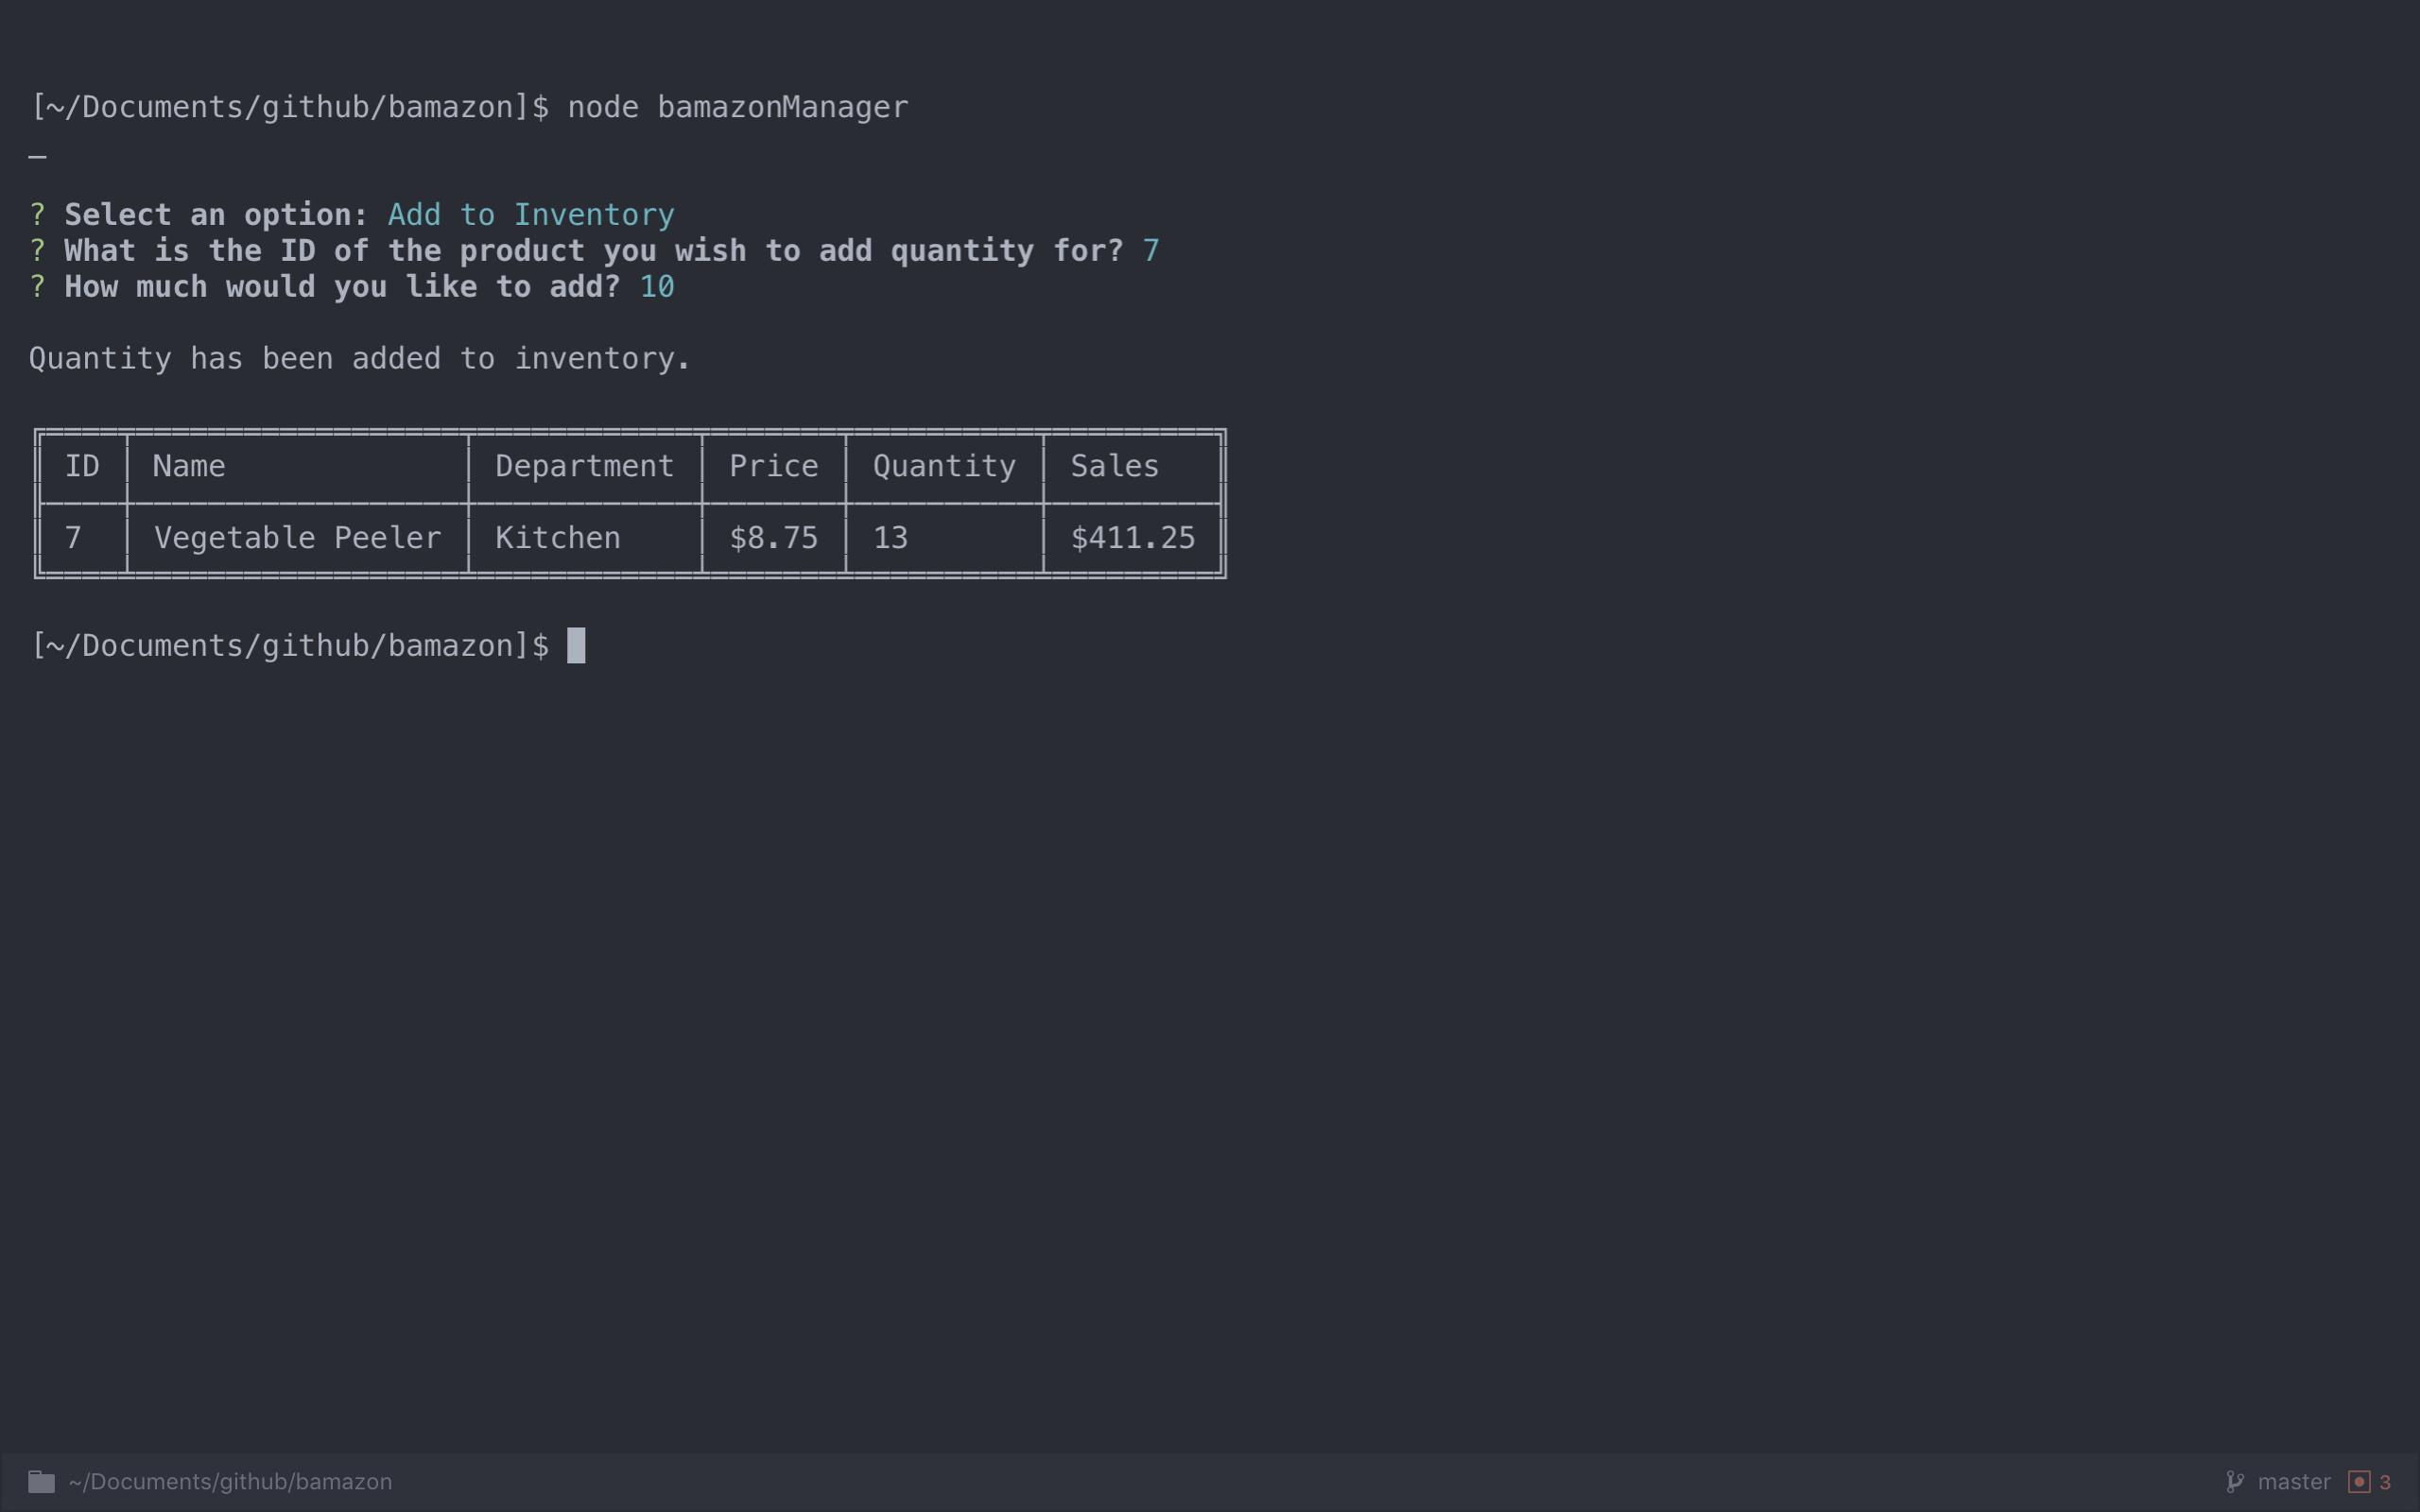 [~/Documents/github/bamazon]$ node bamazonManager
_
? Select an option: Add to Inventory
? What is the ID of the product you wish to add quantity for? 7
? How much would you like to add? 10
Quantity has been added to inventory.
ID Name Department Price Quantity Sales
7 Vegetable Peeler Kitchen $8.75 13 $411.25
[~/Documents/github/bamazon]$
~/Documents/github/bamazon master 3